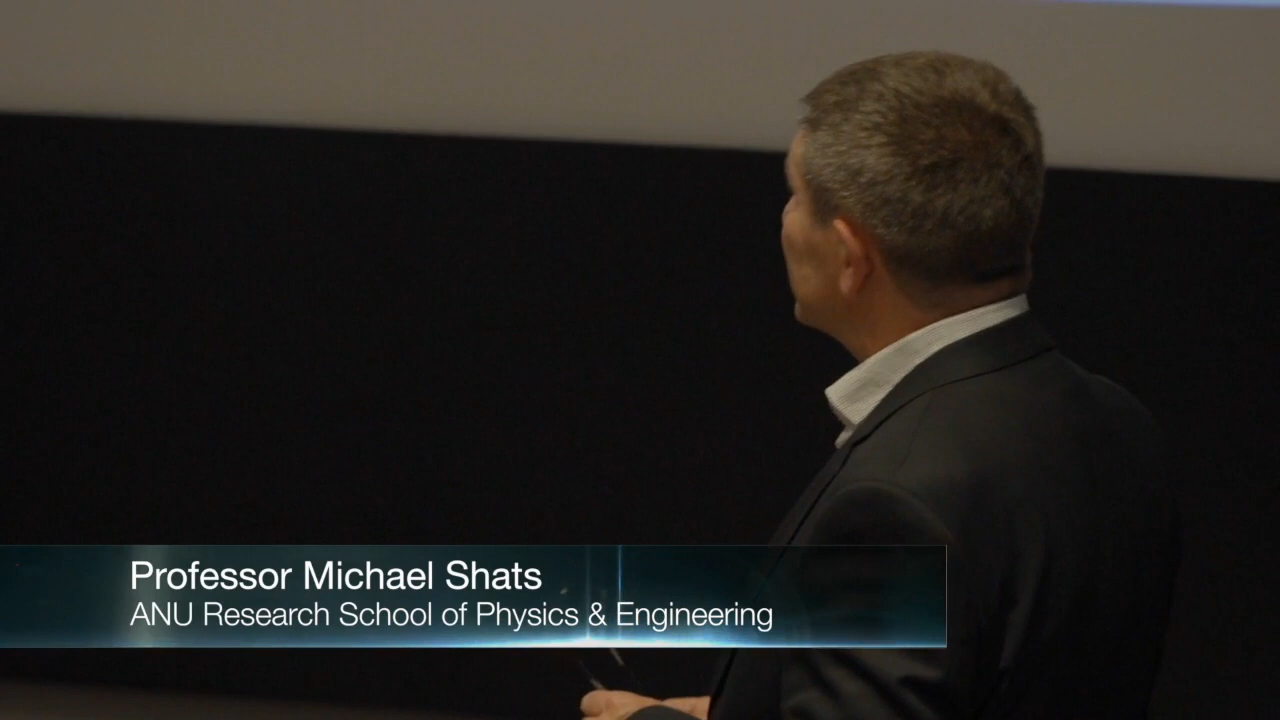 Professor Michael Shats
ANU Research School of Physics & Engineering